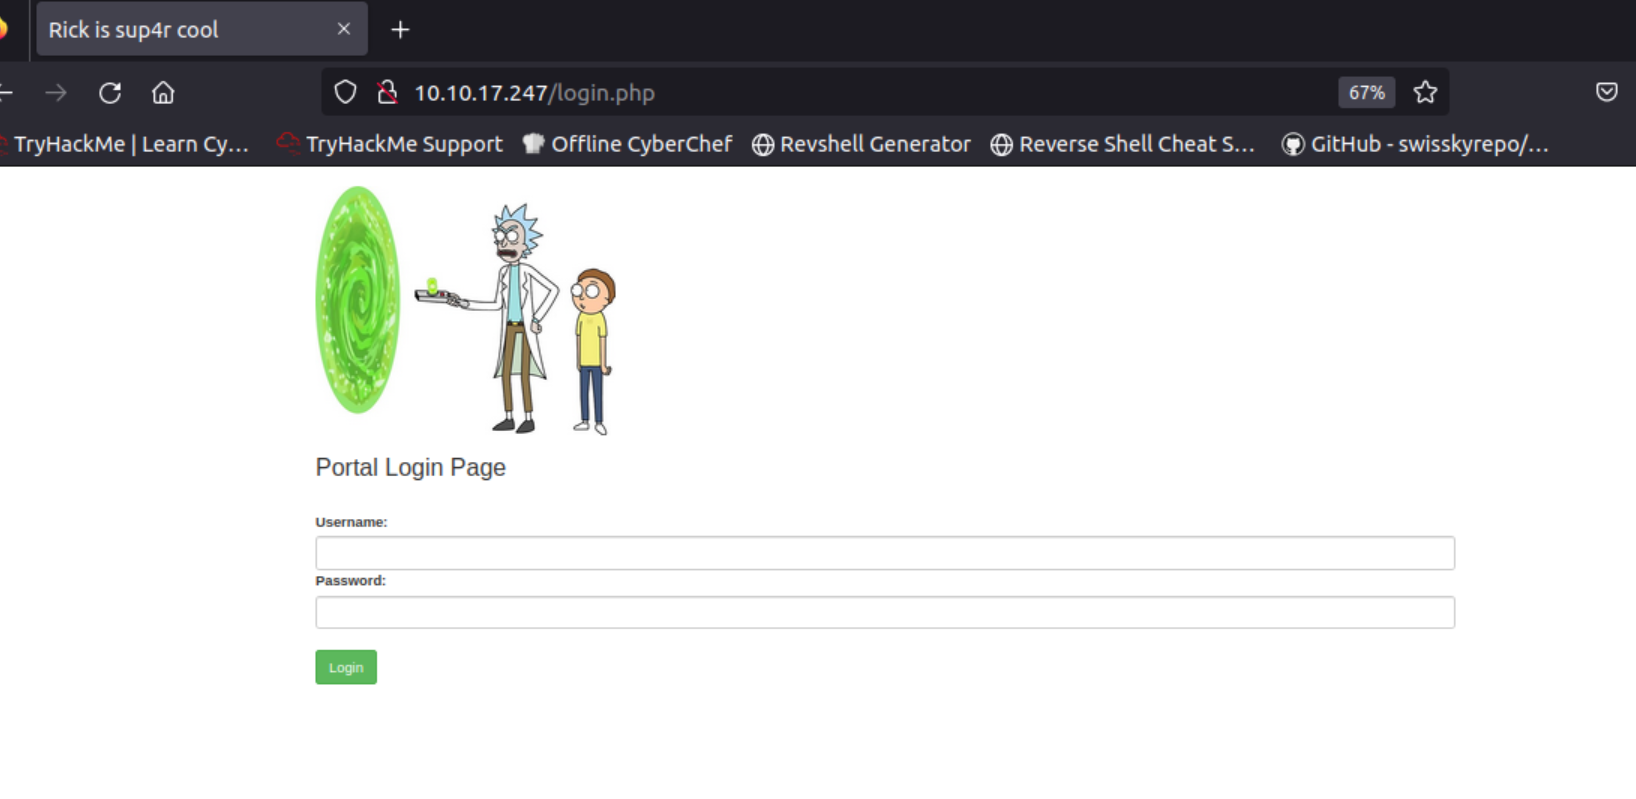 Rick is sup4r cool
10.10.17.247/login.php 67%
TryHackMe | Learn Cy... TryHackMe Support Offline CyberChef Revshell Generator Reverse Shell Cheat S... GitHub - swisskyrepo/...
Portal Login Page
Username:
Password:
Login